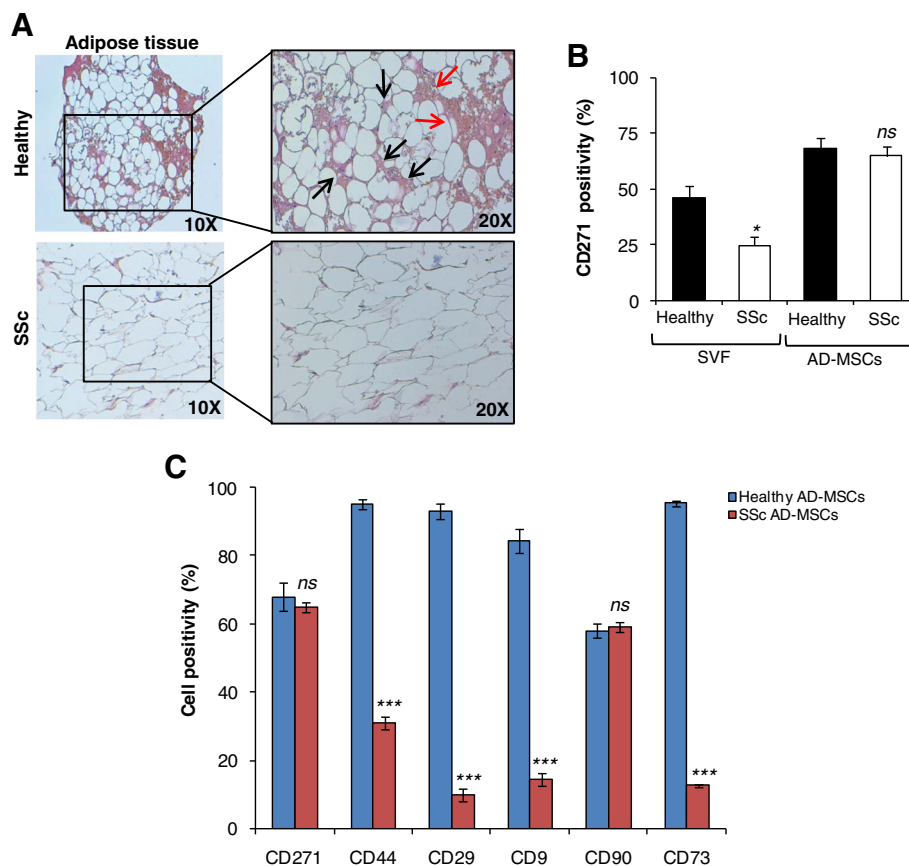 A
Adipose tissue
Healthy
10X
20X
SSc
10X
20X
B
CD271 positivity (%)
100
75
50
25
0
*
ns
Healthy SSc Healthy SSc
SVF AD-MSCs
C
Cell positivity (%)
100
80
60
40
20
0
ns
***
***
***
ns
***
Healthy AD-MSCs
SSc AD-MSCs
CD271 CD44 CD29 CD9 CD90 CD73